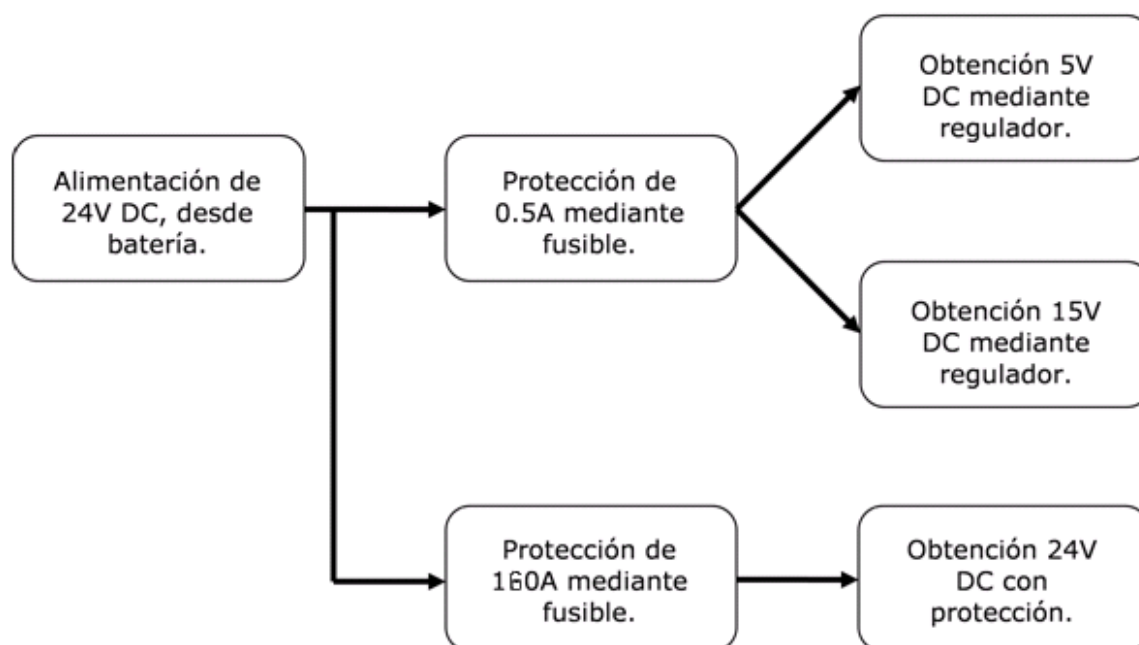 Alimentación de
24V DC, desde
batería.
Protección de
0.5A mediante
fusible.
Obtención 5V
DC mediante
regulador.
Obtención 15V
DC mediante
regulador.
Protección de
160A mediante
fusible.
Obtención 24V
DC con
protección.